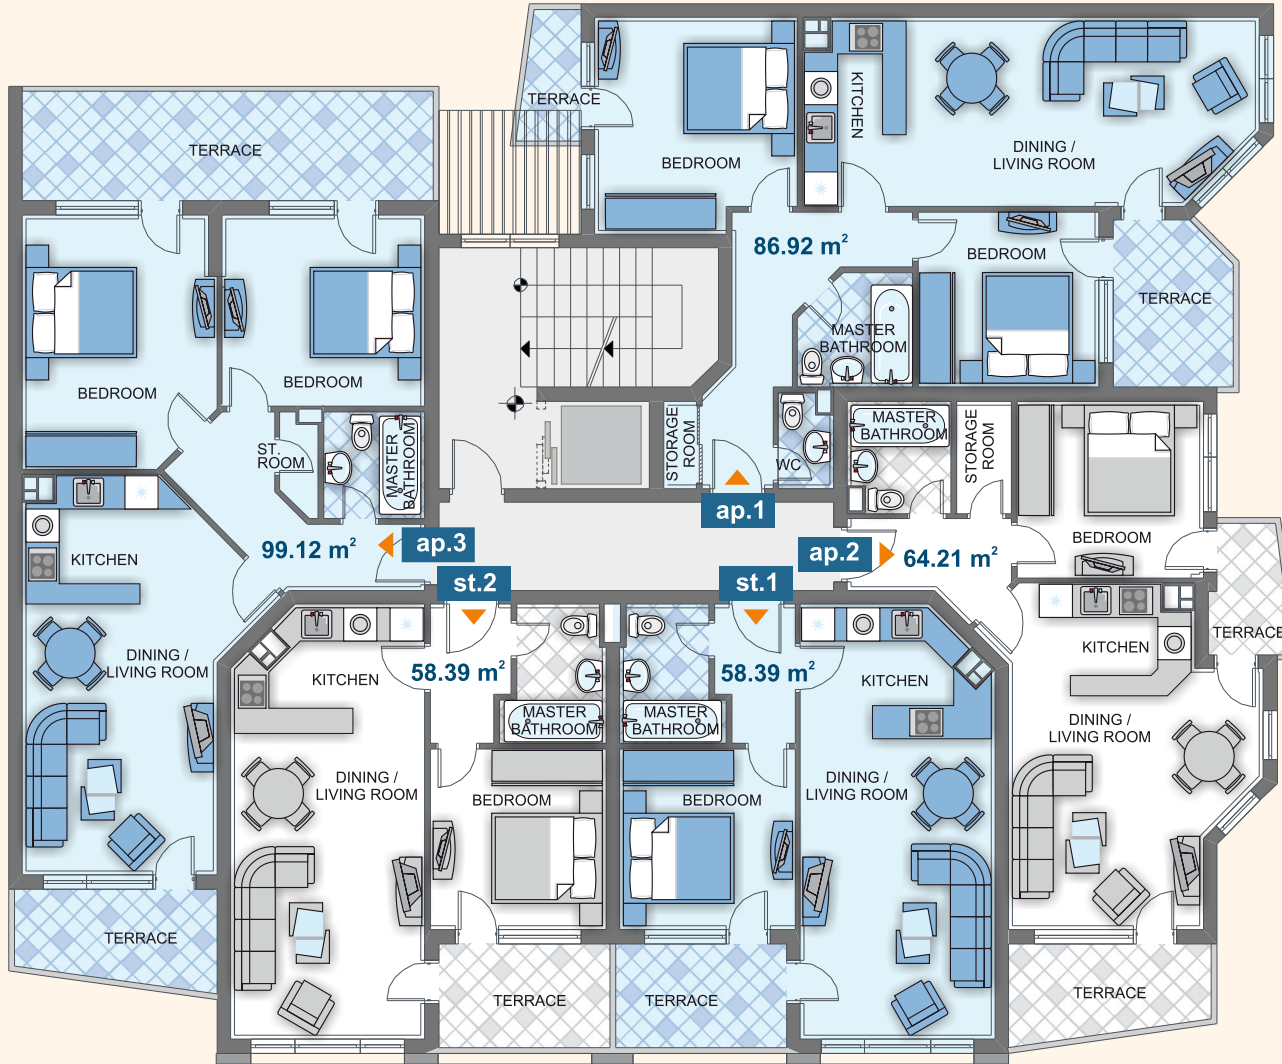 TERRACE
KITCHEN
DINING /
LIVING ROOM
BEDROOM
TERRACE
86.92 m²
BEDROOM
TERRACE
MASTER
BATHROOM
BEDROOM
BEDROOM
ST.
ROOM
MASTER
BATHROOM
STORAGE
ROOM
WC
MASTER
BATHROOM
STORAGE
ROOM
ap.1
KITCHEN
99.12 m²
ap.3
ap.2
64.21 m²
BEDROOM
st.2
st.1
TERRACE
DINING /
LIVING ROOM
KITCHEN
58.39 m²
58.39 m²
KITCHEN
KITCHEN
MASTER
BATHROOM
MASTER
BATHROOM
DINING /
LIVING ROOM
DINING /
LIVING ROOM
BEDROOM
BEDROOM
DINING /
LIVING ROOM
TERRACE
TERRACE
TERRACE
TERRACE